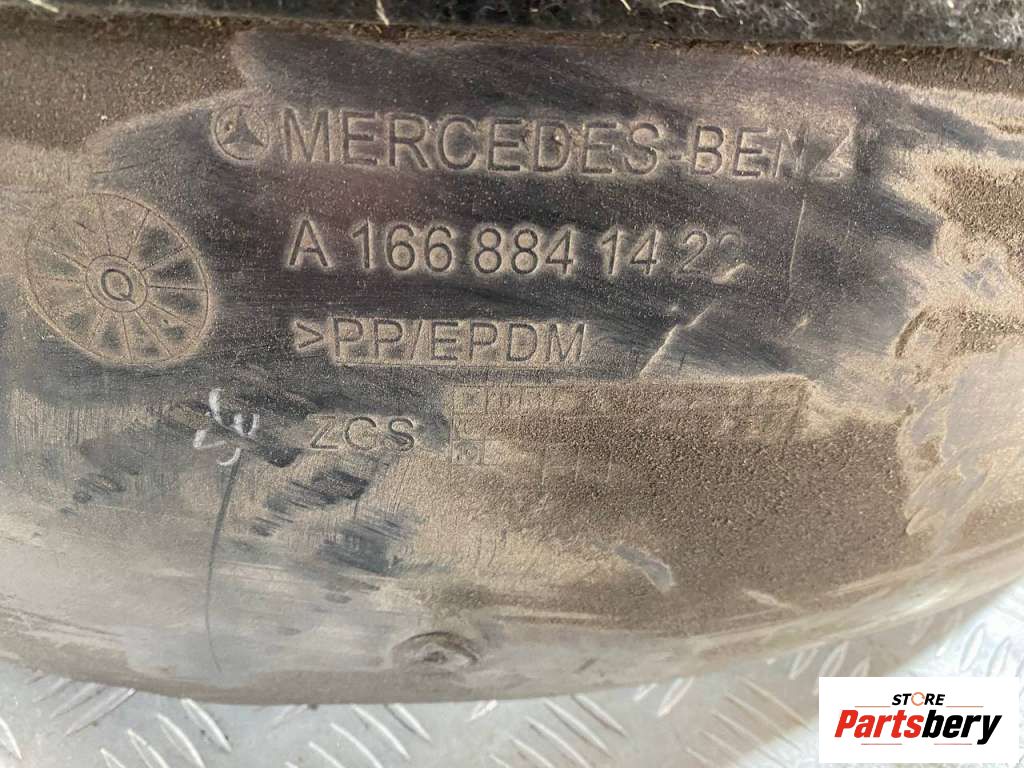 MERCEDES-BENZ
A 166 884 14 22
Q
>PP/EPDM
ZCS
STORE
Partsbery